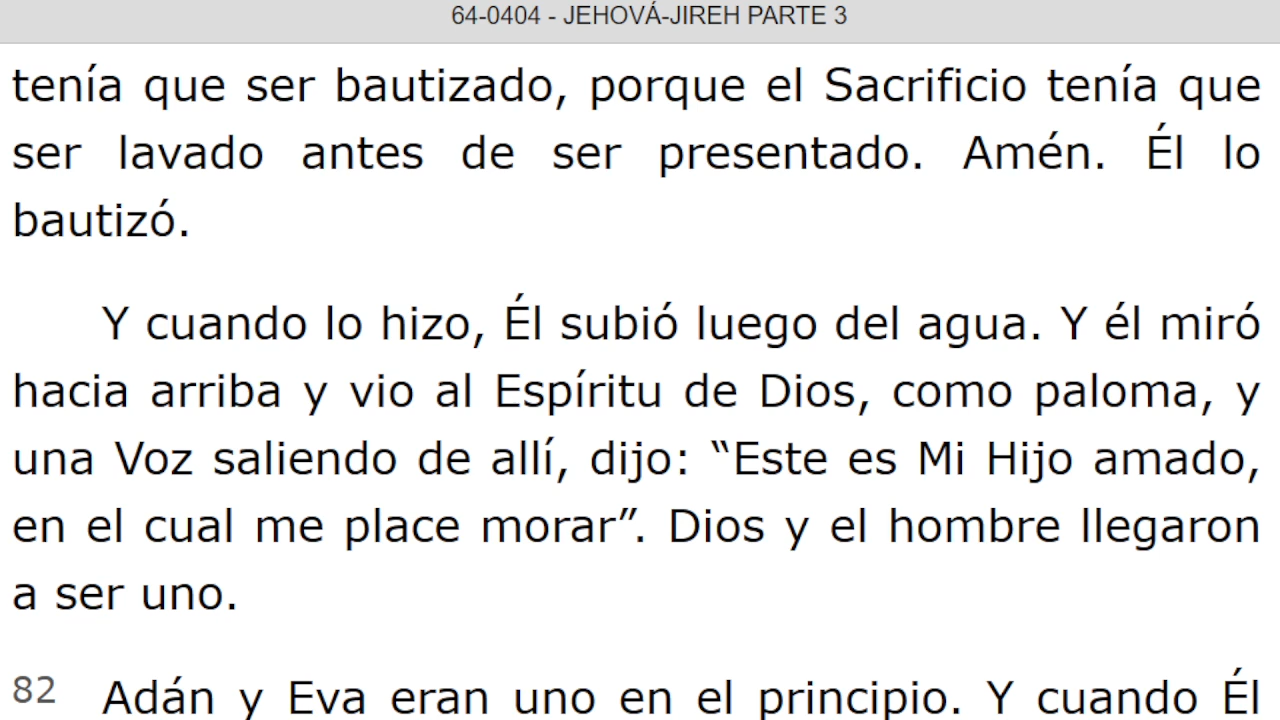 64-0404 - JEHOVÁ-JIREH PARTE 3
tenía que ser bautizado, porque el Sacrificio tenía que
ser lavado antes de ser presentado. Amén. Él lo
bautizó.
Y cuando lo hizo, Él subió luego del agua. Y él miró
hacia arriba y vio al Espíritu de Dios, como paloma, y
una Voz saliendo de allí, dijo: “Este es Mi Hijo amado,
en el cual me place morar”. Dios y el hombre llegaron
a ser uno.
82 Adán y Eva eran uno en el principio. Y cuando Él